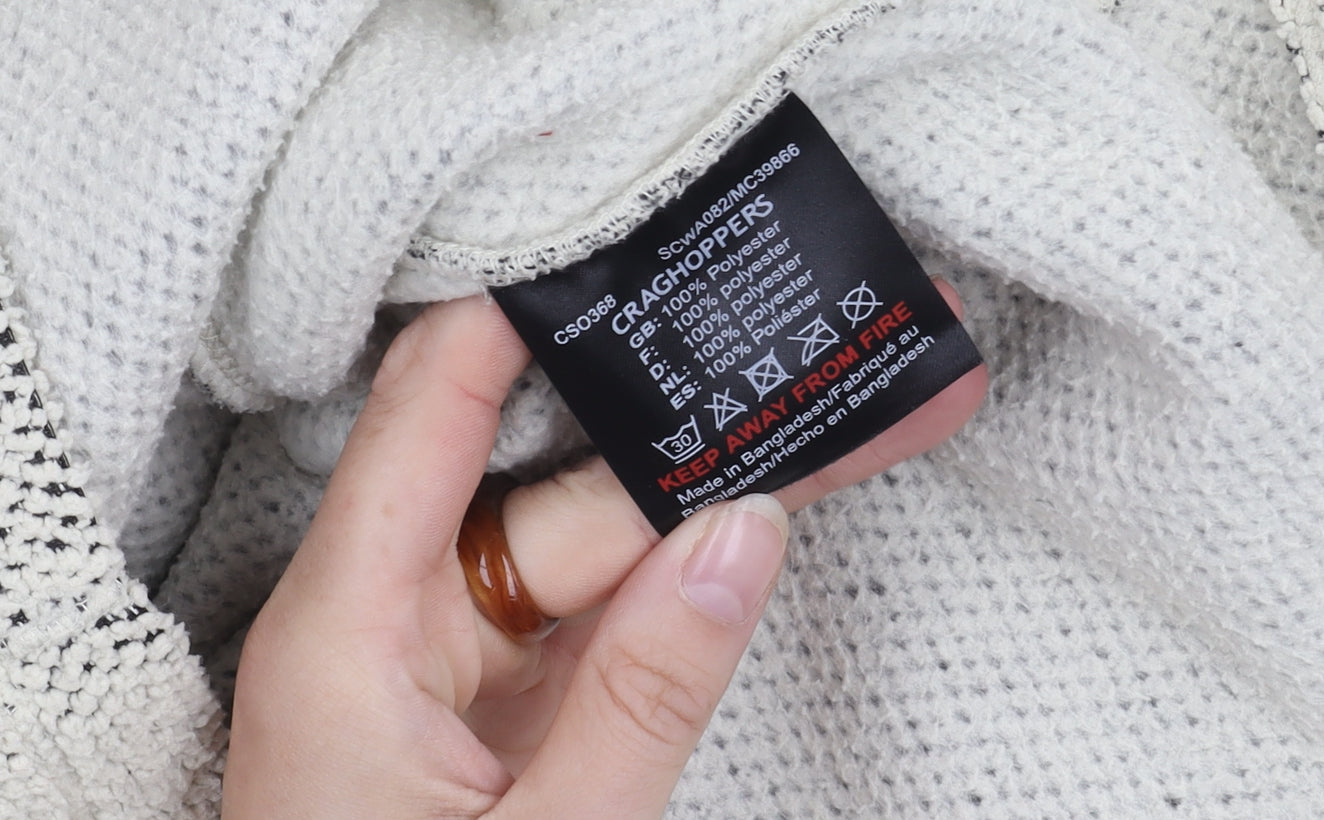 SCWA082/MC39866
CSO368
CRAGHOPPERS
GB: 100% Polyester
F: 100% polyester
D: 100% polyester
NL: 100% polyester
ES: 100% Poliéster
30
KEEP AWAY FROM FIRE
Made in Bangladesh/Fabriqué au
Bangladesh/Hecho en Bangladesh